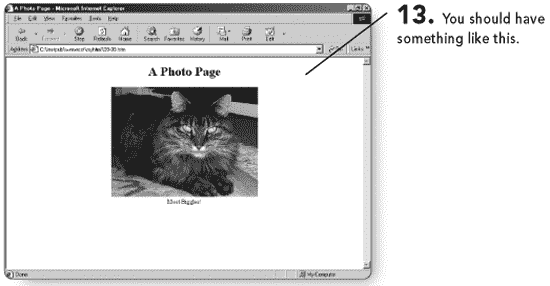 A Photo Page - Microsoft Internet Explorer
File Edit View Favorites Tools Help
Back Forward Stop Refresh Home Search Favorites History Mail Print Edit
Address Links
A Photo Page
Meet Biggles!
Done My Computer
13. You should have
something like this.